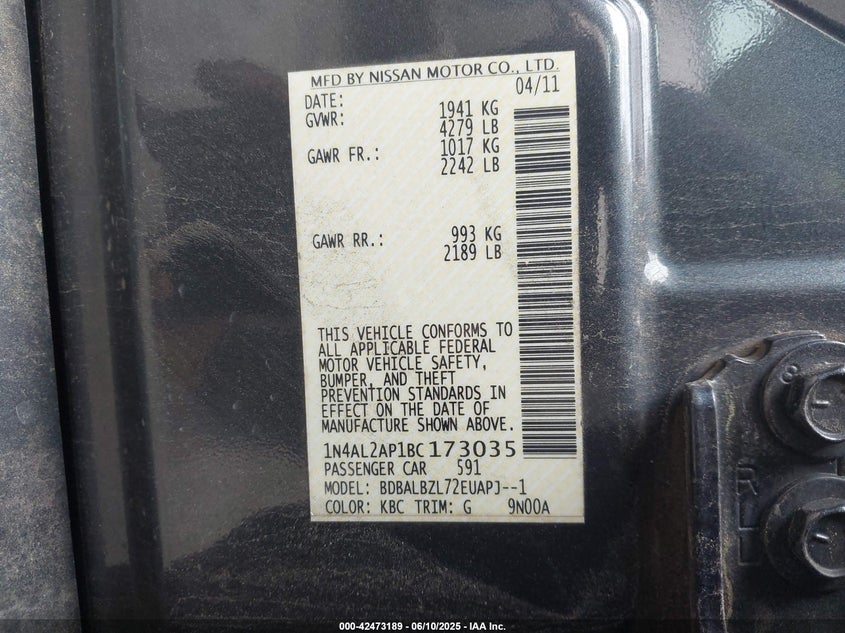 MFD BY NISSAN MOTOR CO., LTD.
DATE: 04/11
GVWR: 1941 KG
4279 LB
GAWR FR.: 1017 KG
2242 LB
GAWR RR.: 993 KG
2189 LB
THIS VEHICLE CONFORMS TO
ALL APPLICABLE FEDERAL
MOTOR VEHICLE SAFETY,
BUMPER, AND THEFT
PREVENTION STANDARDS IN
EFFECT ON THE DATE OF
MANUFACTURE SHOWN ABOVE.
1N4AL2AP1BC173035
PASSENGER CAR 591
MODEL: BDBALBZL72EUAPJ--1
COLOR: KBC TRIM: G 9N00A
000-42473189 - 06/10/2025 - IAA Inc.